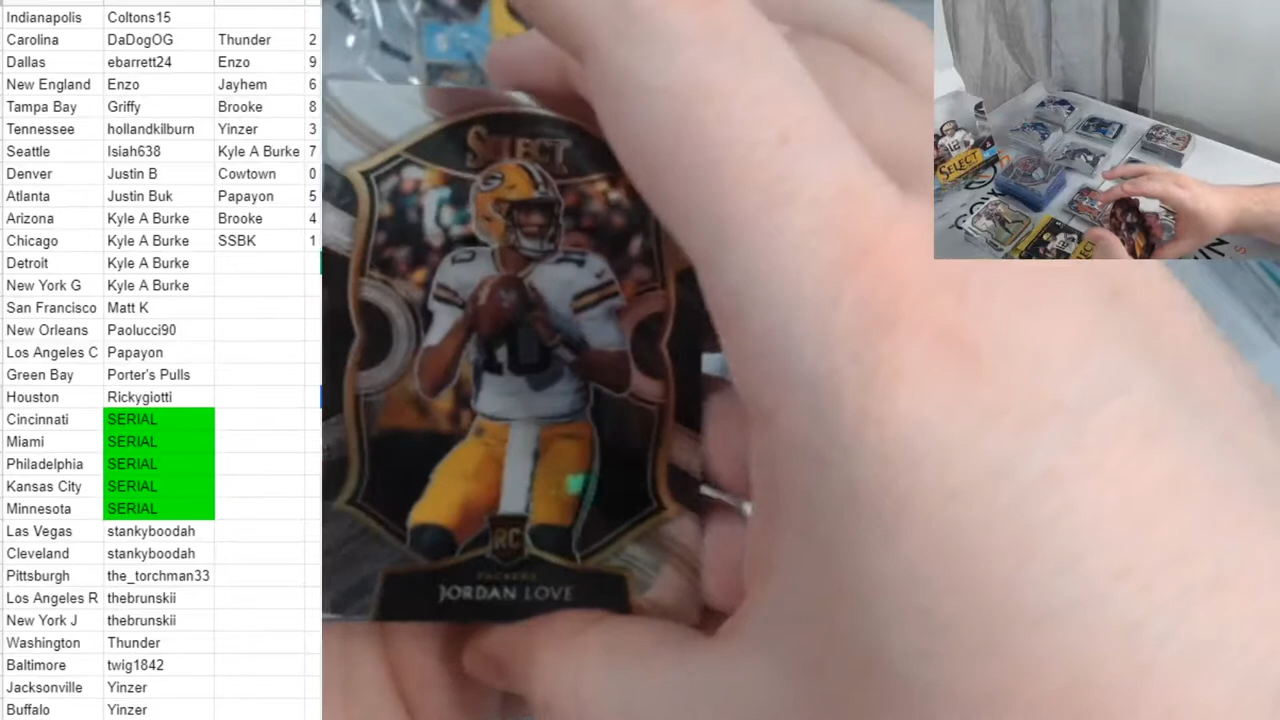 Indianapolis Coltons15
Carolina DaDogOG Thunder 2
Dallas ebarrett24 Enzo 9
New England Enzo Jayhem 6
Tampa Bay Griffy Brooke 8
Tennessee hollandkilburn Yinzer 3
Seattle Isiah638 Kyle A Burke 7
Denver Justin B Cowtown 0
Atlanta Justin Buk Papayon 5
Arizona Kyle A Burke Brooke 4
Chicago Kyle A Burke SSBK 1
Detroit Kyle A Burke
New York G Kyle A Burke
San Francisco Matt K
New Orleans Paolucci90
Los Angeles C Papayon
Green Bay Porter's Pulls
Houston Rickygiotti
Cincinnati SERIAL
Miami SERIAL
Philadelphia SERIAL
Kansas City SERIAL
Minnesota SERIAL
Las Vegas stankyboodah
Cleveland stankyboodah
Pittsburgh the_torchman33
Los Angeles R thebrunskii
New York J thebrunskii
Washington Thunder
Baltimore twig1842
Jacksonville Yinzer
Buffalo Yinzer
SELECT
10
10
RC
PACKERS
JORDAN LOVE
SELECT
12
12